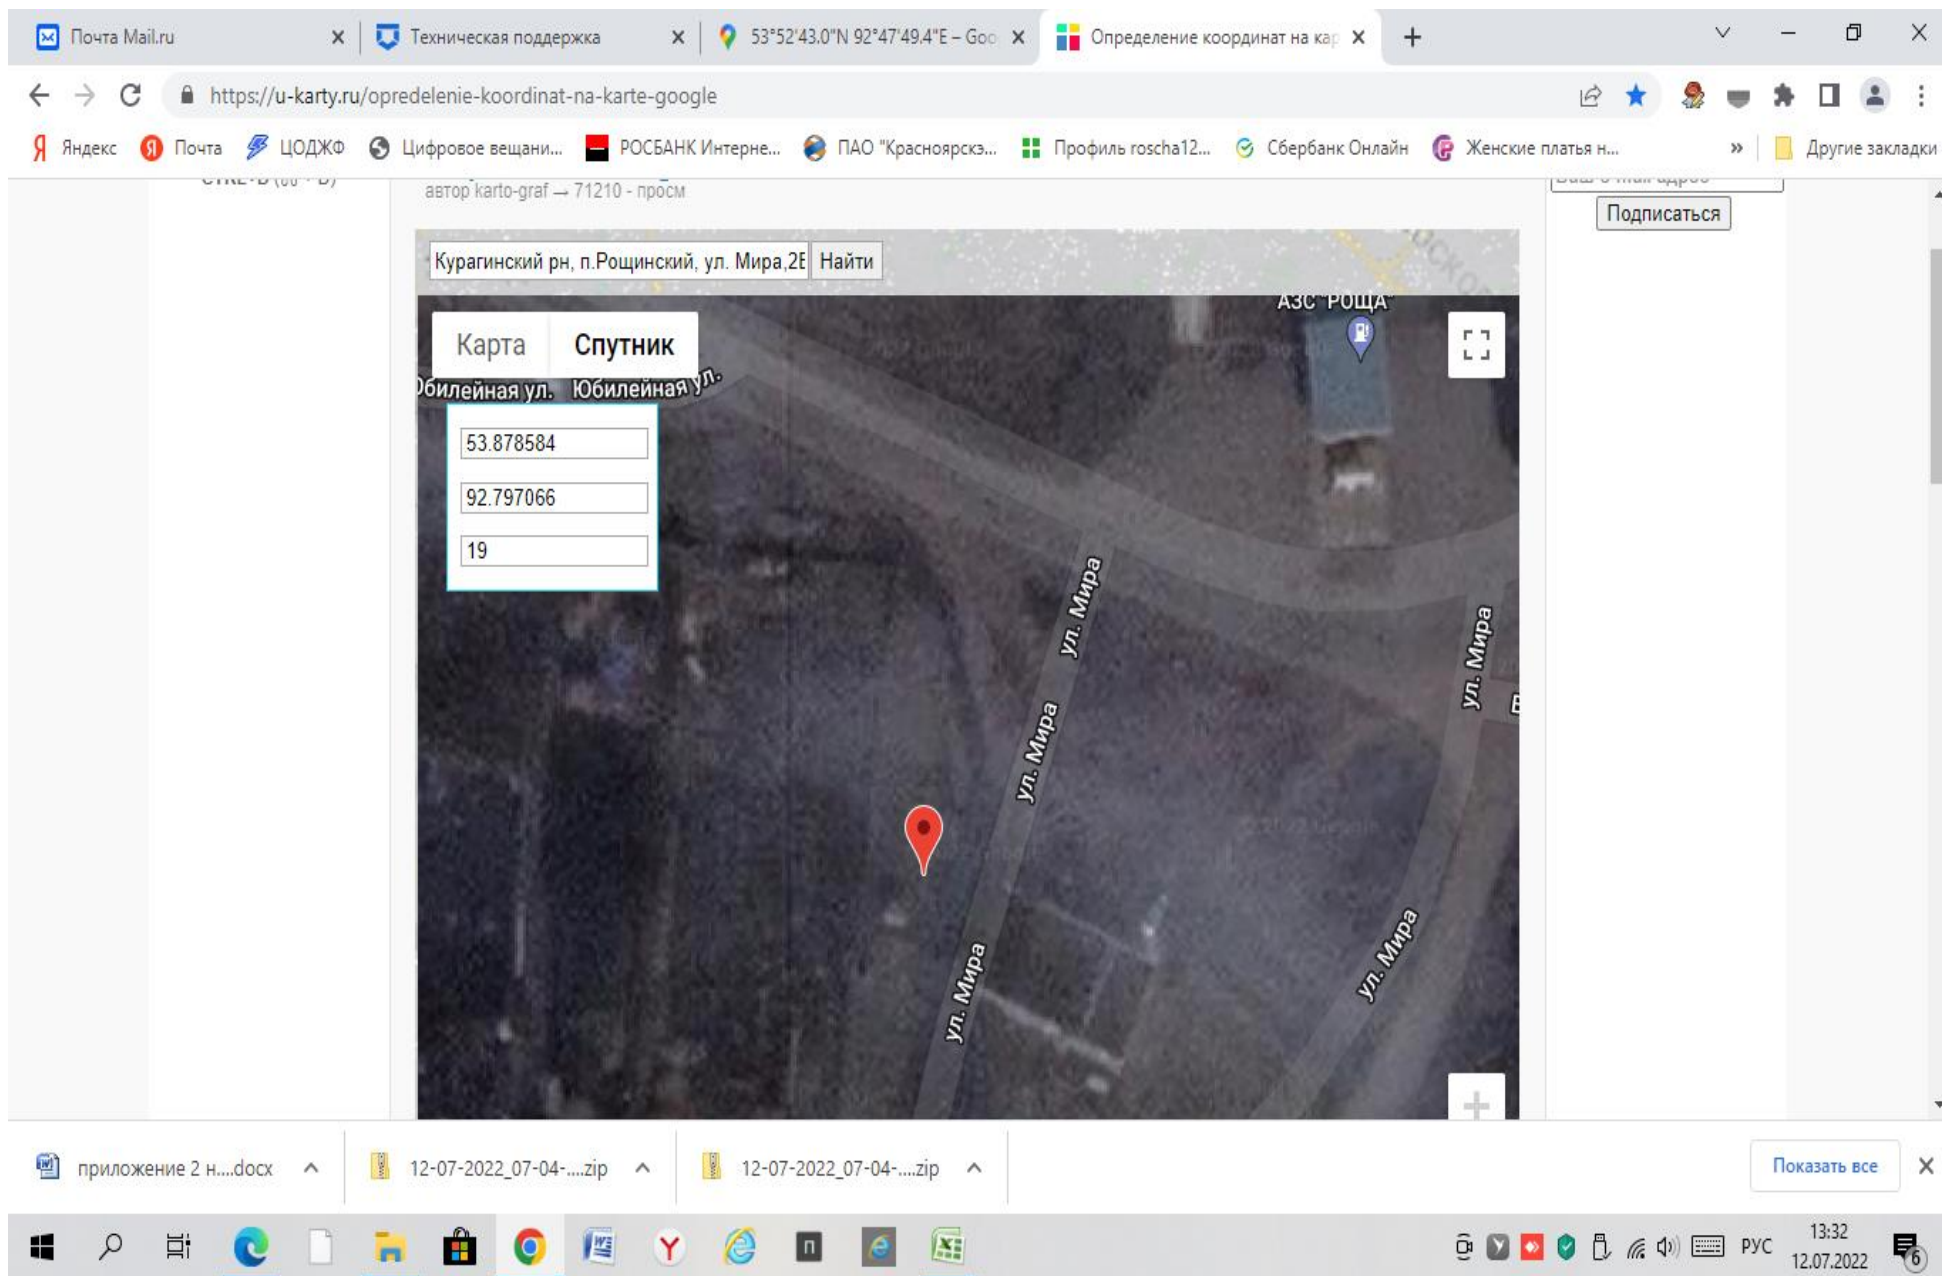 Почта Mail.ru
Техническая поддержка
53°52'43.0"N 92°47'49.4"E – Goo
Определение координат на кар
https://u-karty.ru/opredelenie-koordinat-na-karte-google
Яндекс
Почта
ЦОДЖФ
Цифровое вещани...
РОСБАНК Интерне...
ПАО "Красноярскэ...
Профиль roscha12...
Сбербанк Онлайн
Женские платья н...
»
Другие закладки
автор karto-graf → 71210 - просм
Подписаться
Курагинский рн, п.Рощинский, ул. Мира,2Е
Найти
АЗС "РОЩА"
Карта
Спутник
Юбилейная ул.
Юбилейная ул.
53.878584
92.797066
19
ул. Мира
ул. Мира
ул. Мира
ул. Мира
ул. Мира
приложение 2 н....docx
12-07-2022_07-04-....zip
12-07-2022_07-04-....zip
Показать все
РУС
13:32
12.07.2022
6